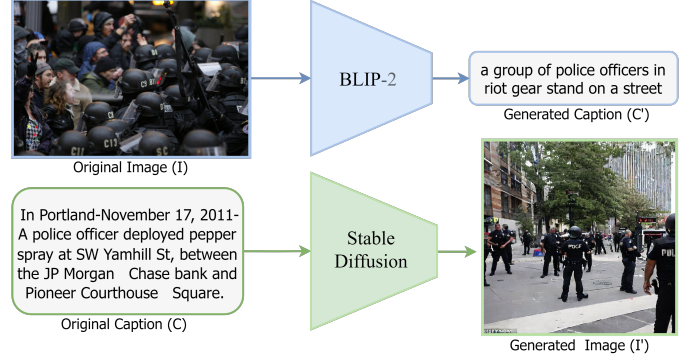 BLIP-2
a group of police officers in
riot gear stand on a street
Generated Caption (C')
Original Image (I)
In Portland-November 17, 2011-
A police officer deployed pepper
spray at SW Yamhill St, between
the JP Morgan Chase bank and
Pioneer Courthouse Square.
Original Caption (C)
Stable
Diffusion
POLICE
Generated Image (I')